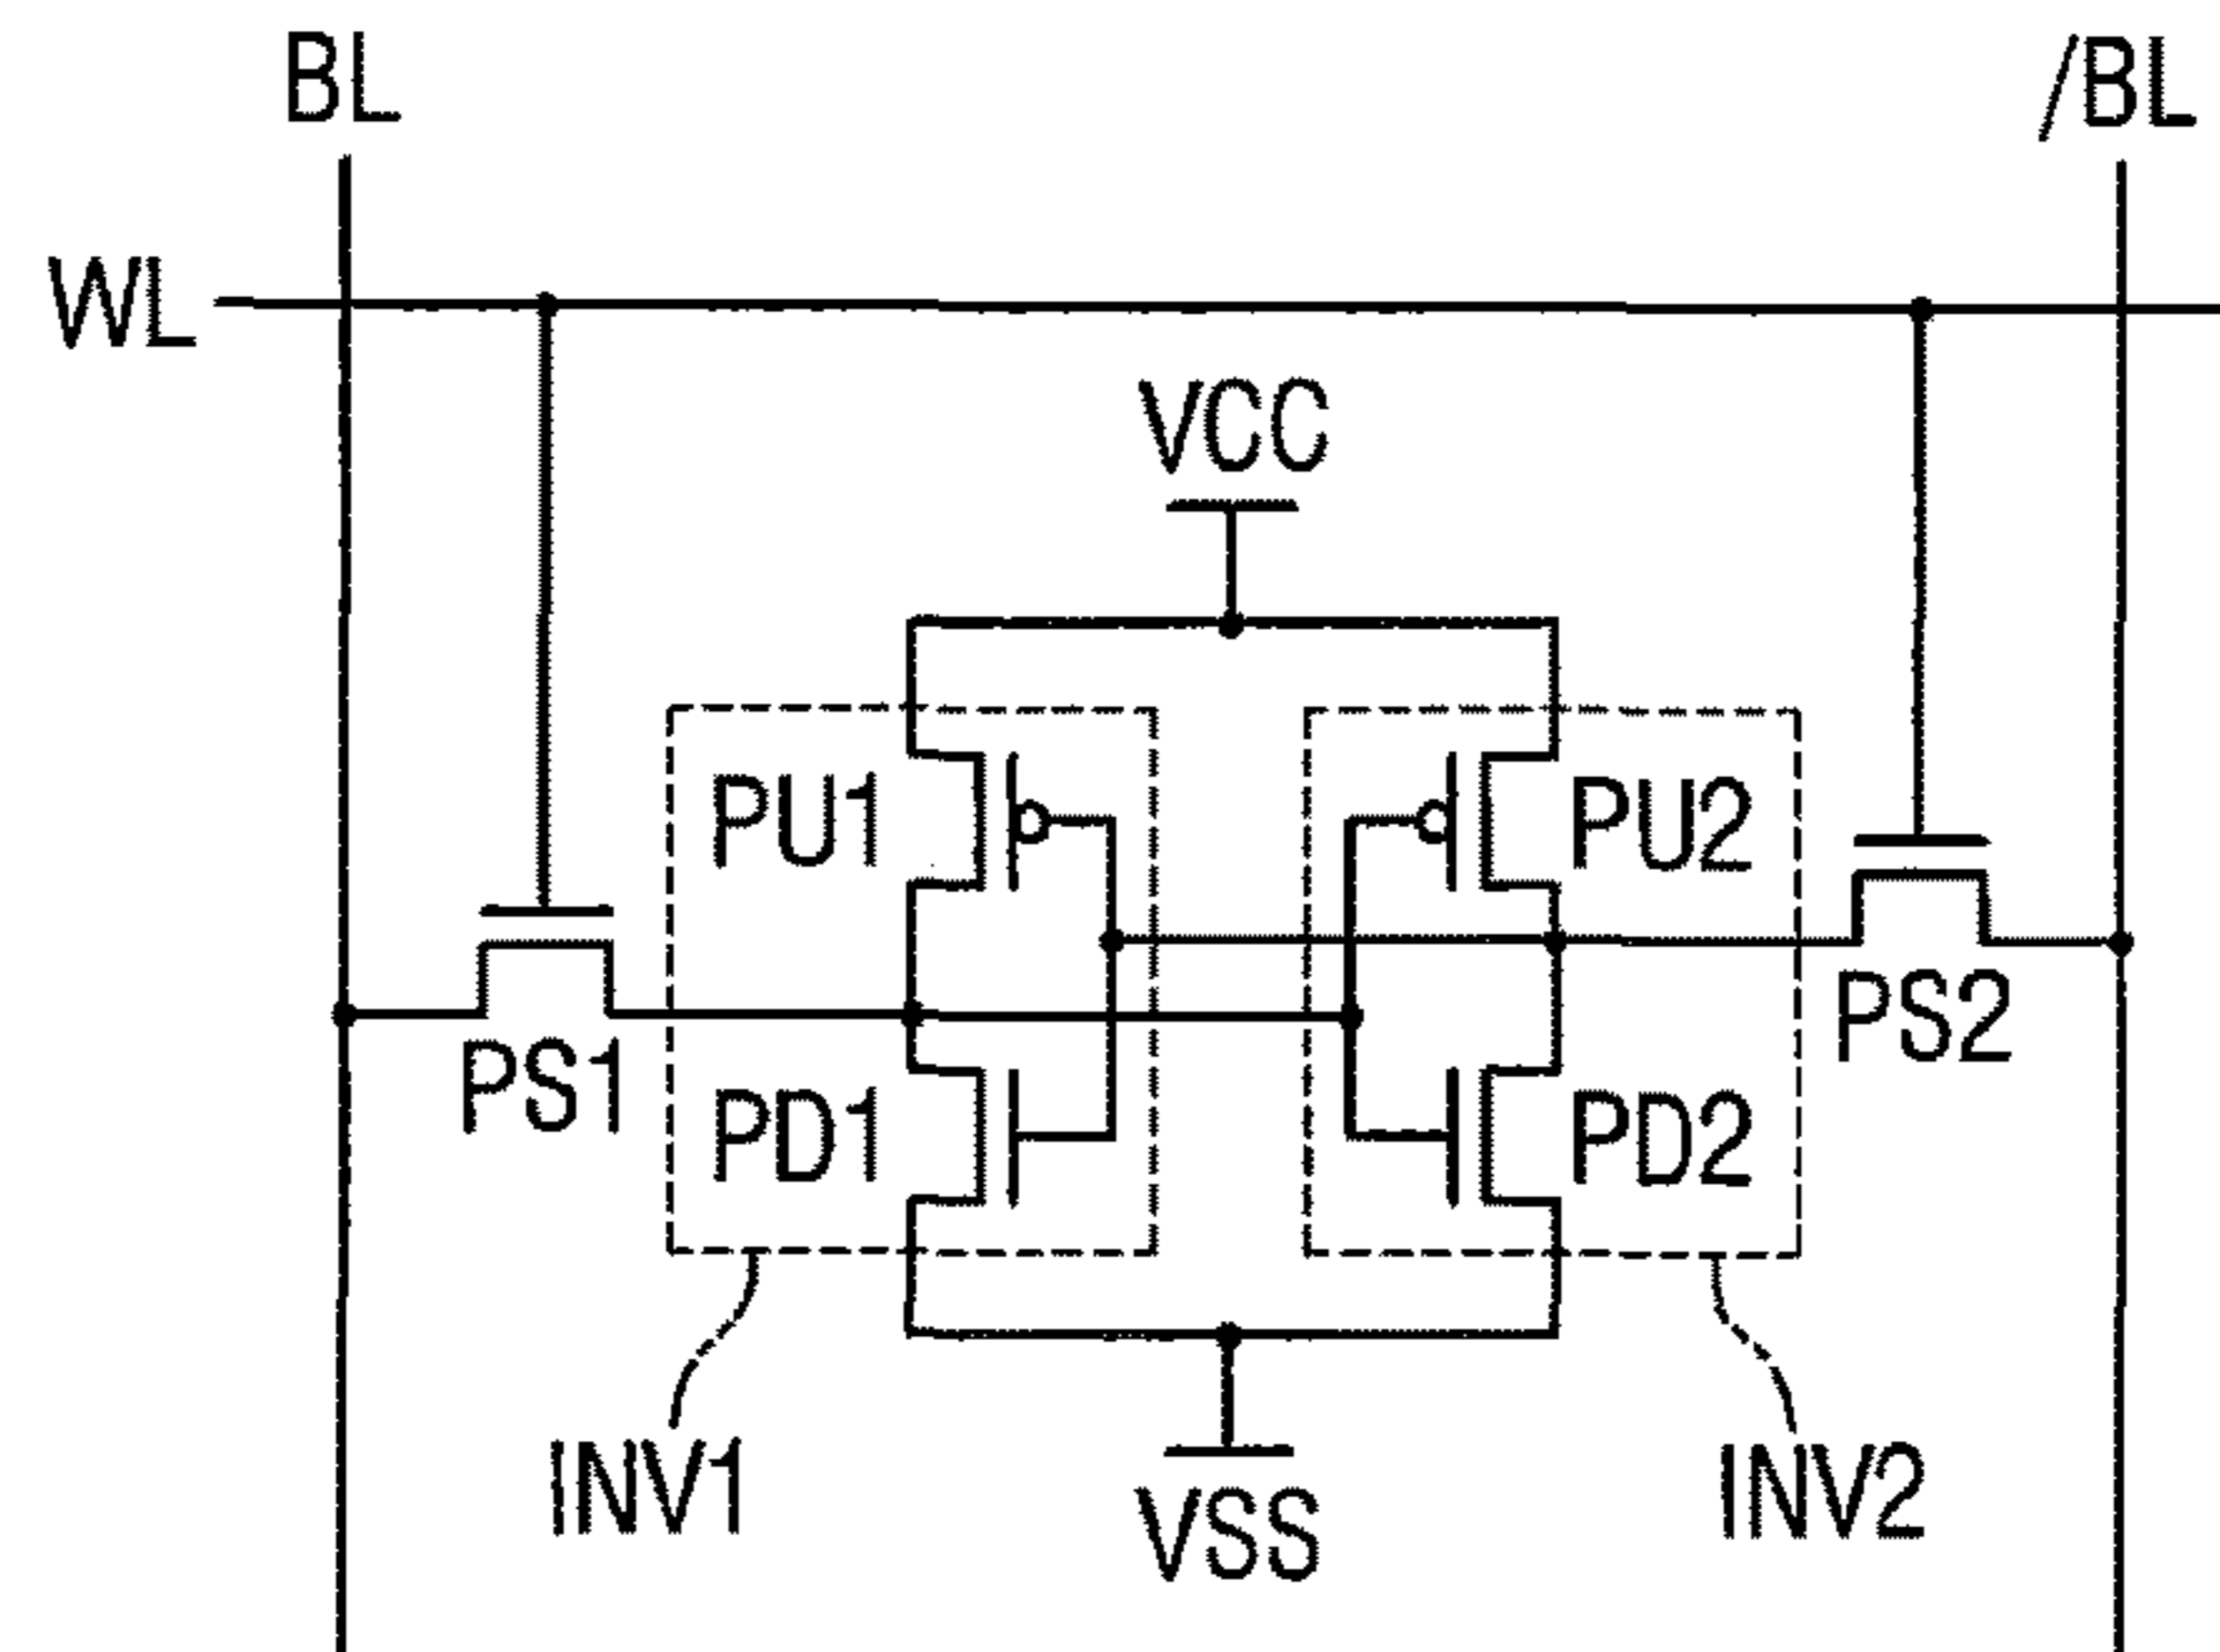 BL
/BL
WL
VCC
PU1
PU2
PS1
PS2
PD1
PD2
INV1
INV2
VSS